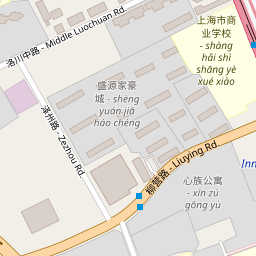 洛川中路 - Middle Luochuan Rd.
上海市商
业学校
- shàng
hǎi shì
shāng yè
xué xiào
盛源家豪
城 - shèng
yuán jiā
háo chéng
泽州路 - Zezhou Rd.
柳营路 - Liuying Rd.
Inn
心族公寓
- xīn zú
gōng yù